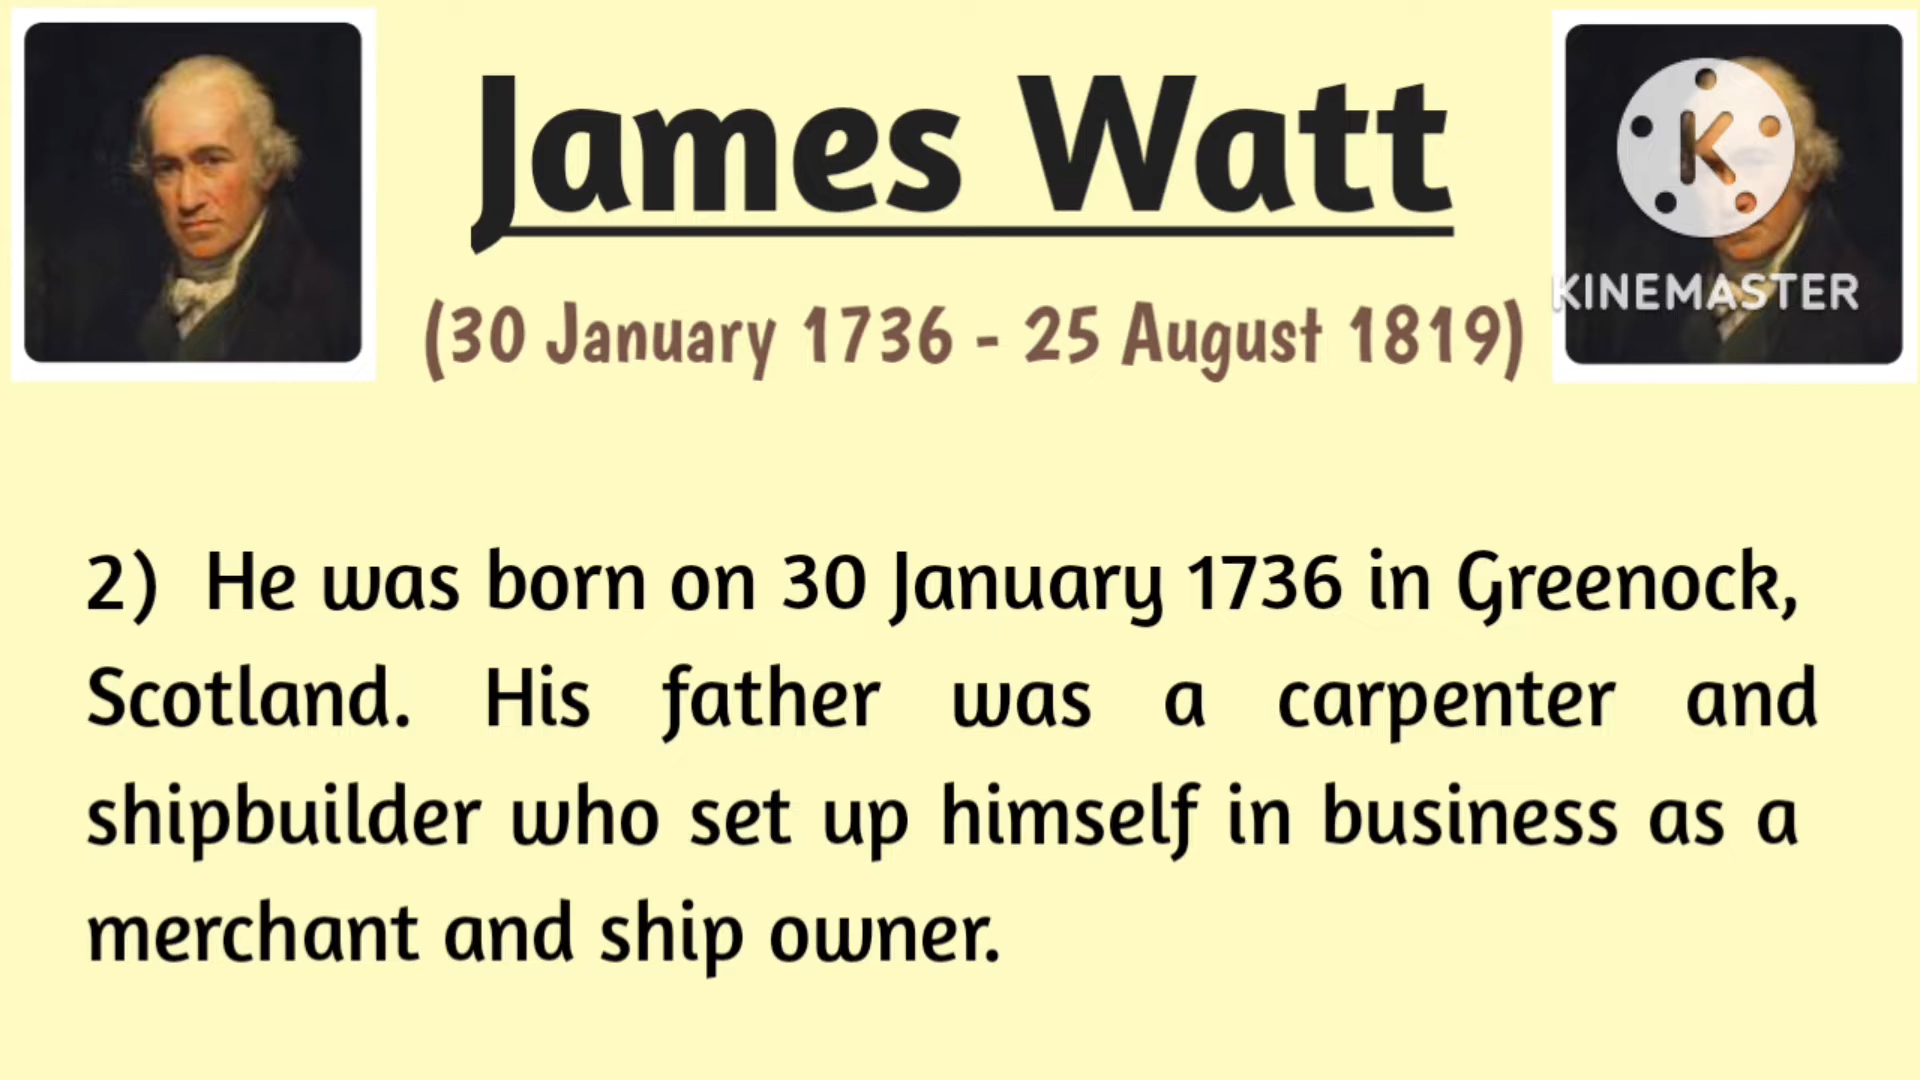 James Watt
K
KINEMASTER
(30 January 1736 - 25 August 1819)
2) He was born on 30 January 1736 in Greenock,
Scotland. His father was a carpenter and
shipbuilder who set up himself in business as a
merchant and ship owner.